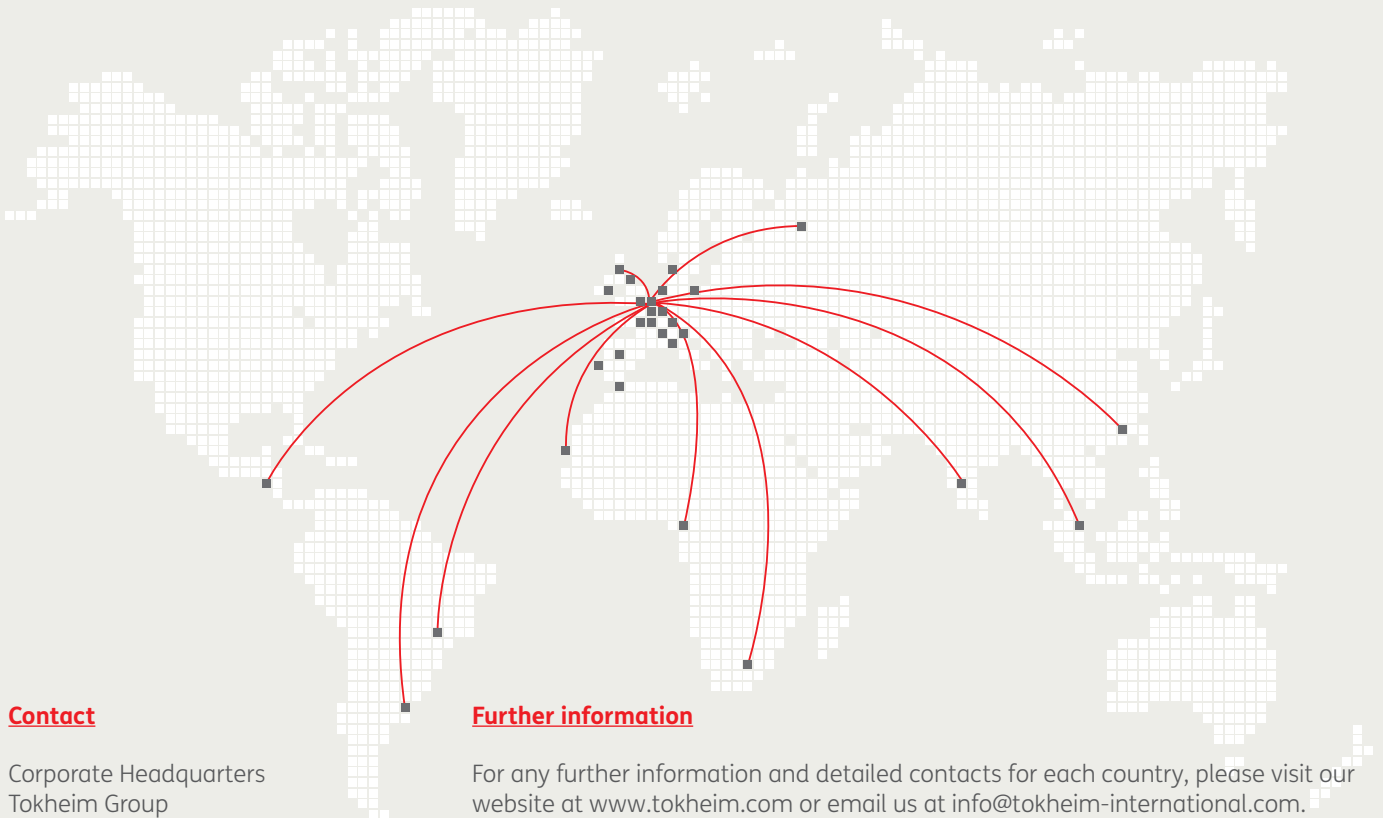 Contact
Corporate Headquarters
Tokheim Group
Further information
For any further information and detailed contacts for each country, please visit our
website at www.tokheim.com or email us at info@tokheim-international.com.